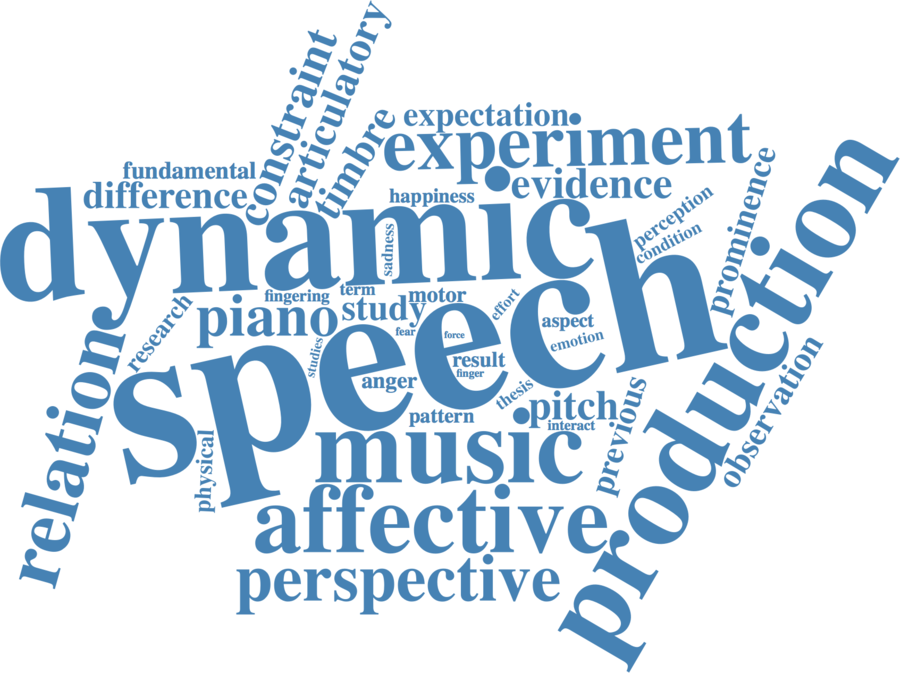 constraint
articulatory
timbre
expectation
experiment
fundamental
difference
evidence
happiness
dynamic
sadness
perception
condition
prominence
production
speech
fingering
term
study
motor
effort
research
piano
fear
force
aspect
emotion
studies
result
finger
anger
thesis
relation
pattern
pitch
interact
previous
observation
physical
music
affective
perspective